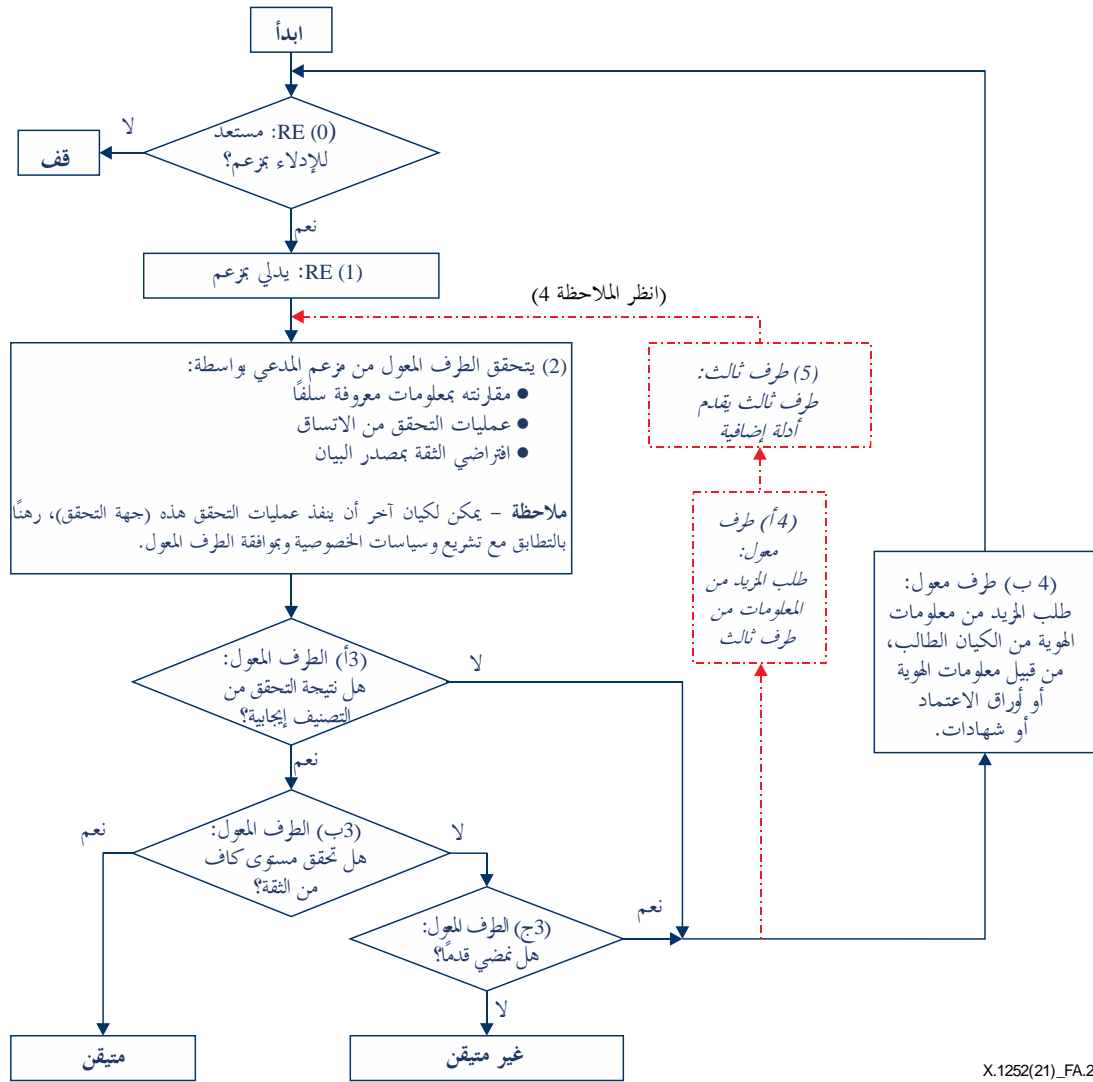 ابدأ
RE (0): مستعد
للإدلاء بمزعم؟
لا
قف
نعم
RE (1): يدلي بمزعم
(انظر الملاحظة 4)
(2) يتحقق الطرف المعول من مزعم المدعي بواسطة:
● مقارنته بمعلومات معروفة سلفًا
● عمليات التحقق من الاتساق
● افتراضي الثقة بمصدر البيان
ملاحظة – يمكن لكيان آخر أن ينفذ عمليات التحقق هذه (جهة التحقق)، رهنًا
بالتطابق مع تشريع وسياسات الخصوصية وبموافقة الطرف المعول.
(5) طرف ثالث:
طرف ثالث يقدم
أدلة إضافية
(4 أ) طرف
معول:
طلب المزيد من
المعلومات من
طرف ثالث
(4 ب) طرف معول:
طلب المزيد من معلومات
الهوية من الكيان الطالب،
من قبيل معلومات الهوية
أو أوراق الاعتماد
أو شهادات.
(3أ) الطرف المعول:
هل نتيجة التحقق من
التصنيف إيجابية؟
لا
نعم
(3ب) الطرف المعول:
هل تحقق مستوى كاف
من الثقة؟
نعم
لا
(3ج) الطرف المعول:
هل نمضي قدمًا؟
نعم
لا
متيقن
غير متيقن
X.1252(21)_FA.2